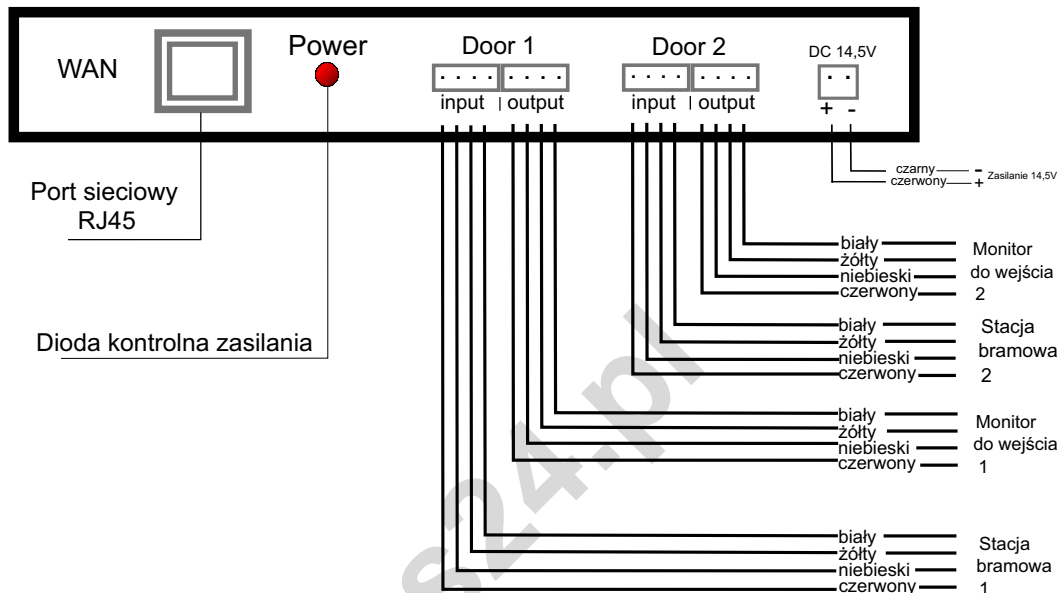 WAN
Power
Door 1
Door 2
DC 14,5V
input | output
input | output
+ -
czarny -
czerwony +
Zasilanie 14,5V
Port sieciowy
RJ45
Dioda kontrolna zasilania
biały
żółty
niebieski
czerwony
Monitor
do wejścia
2
biały
żółty
niebieski
czerwony
Stacja
bramowa
2
biały
żółty
niebieski
czerwony
Monitor
do wejścia
1
biały
żółty
niebieski
czerwony
Stacja
bramowa
1
s24.pl